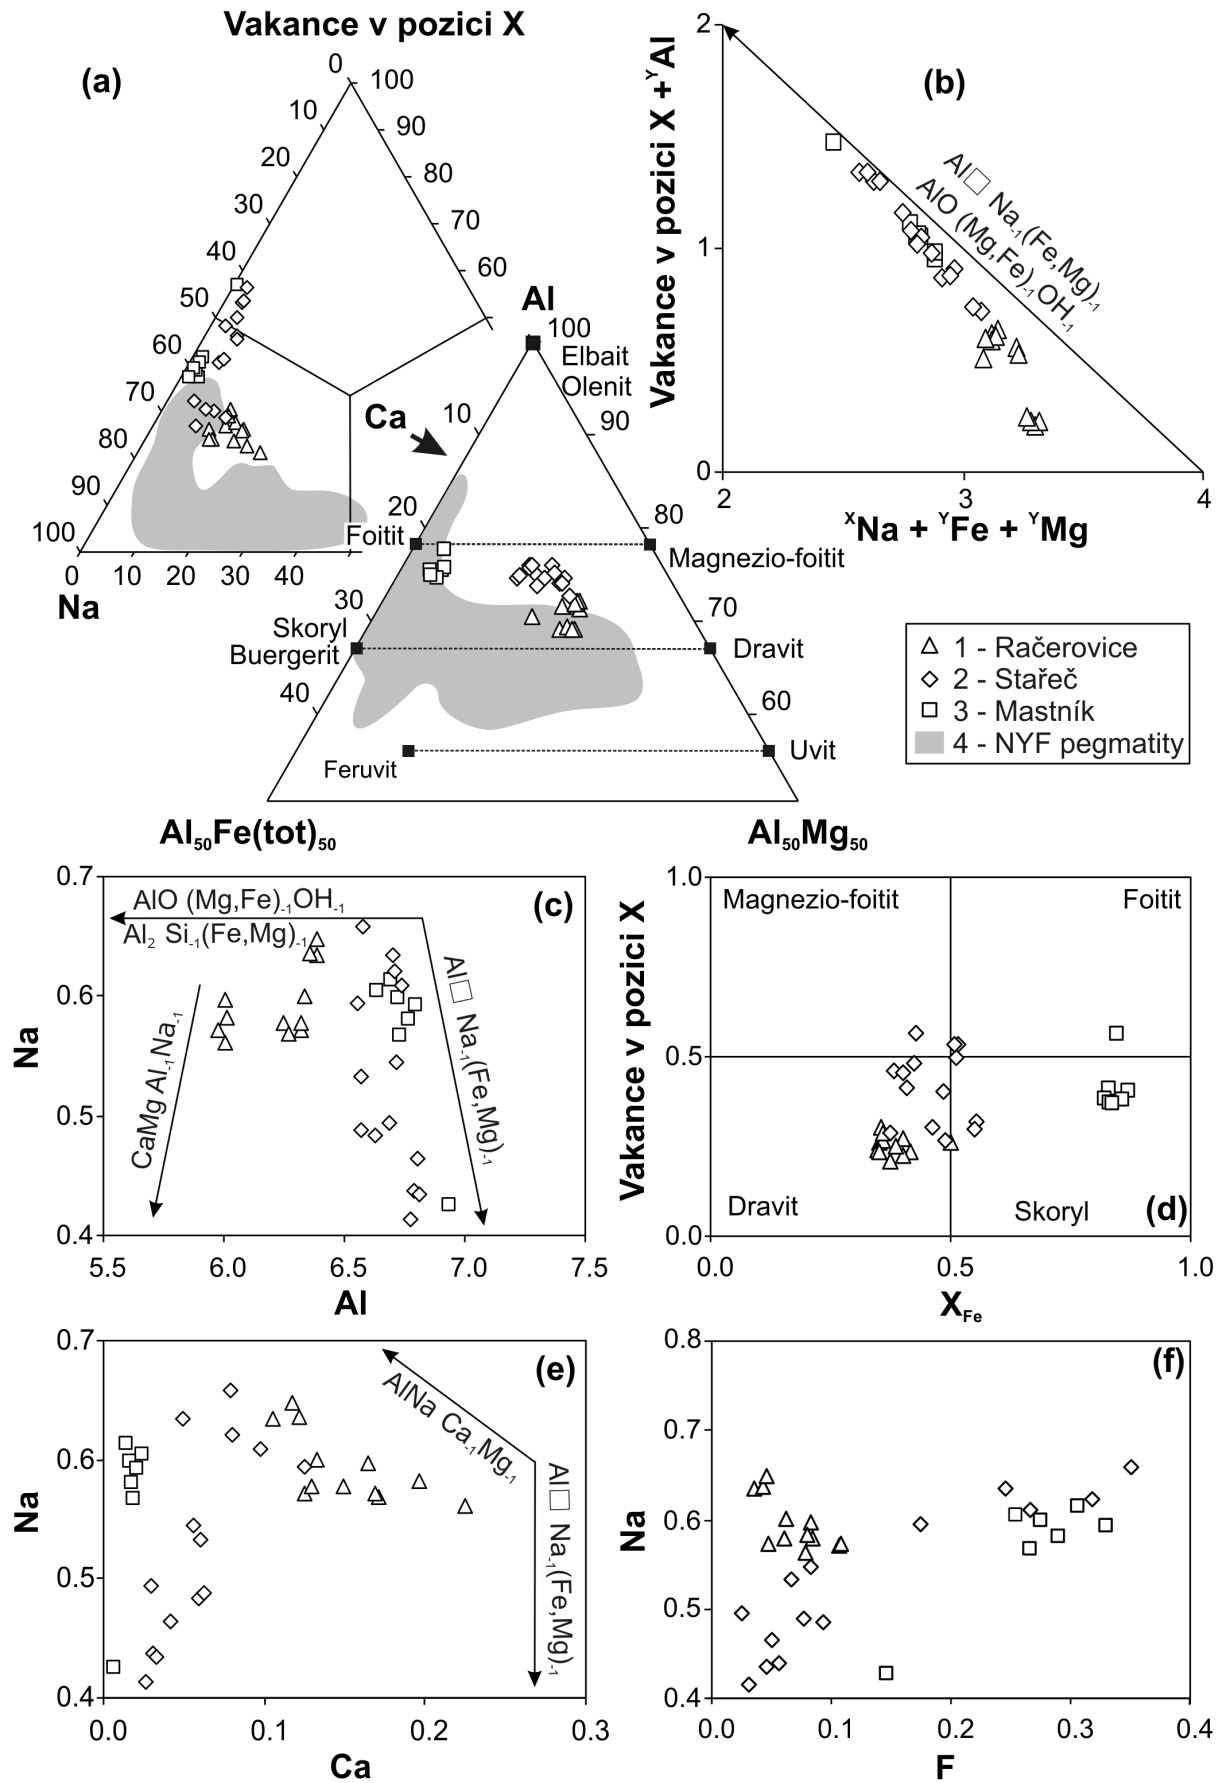 Vakance v pozici X
(a)
0
100
10
90
20
80
30
70
40
60
50
60
70
80
90
100
0
10
20
30
40
Na
Ca
Al
100
Elbait
Olenit
10
90
20
80
Foitit
Magnezio-foitit
30
70
Skoryl
Buergerit
Dravit
40
60
Feruvit
Uvit
Al50Fe(tot)50
Al50Mg50
(b)
Vakance v pozici X + YAl
2
1
0
2
3
4
XNa + YFe + YMg
Al□ Na-1(Fe,Mg)-1
AlO (Mg,Fe)-1OH-1
1 - Račerovice
2 - Stařeč
3 - Mastník
4 - NYF pegmatity
(c)
0.7
0.6
0.5
0.4
Na
AlO (Mg,Fe)-1OH-1
Al2 Si-1(Fe,Mg)-1
CaMg Al-1Na-1
Al□ Na-1(Fe,Mg)-1
5.5
6.0
6.5
7.0
7.5
Al
(d)
Vakance v pozici X
1.0
0.5
0.0
Magnezio-foitit
Foitit
Dravit
Skoryl
0.0
0.5
1.0
XFe
(e)
0.7
0.6
0.5
0.4
Na
AlNa Ca-1Mg-1
Al□ Na-1(Fe,Mg)-1
0.0
0.1
0.2
0.3
Ca
(f)
0.8
0.7
0.6
0.5
0.4
Na
0.0
0.1
0.2
0.3
0.4
F